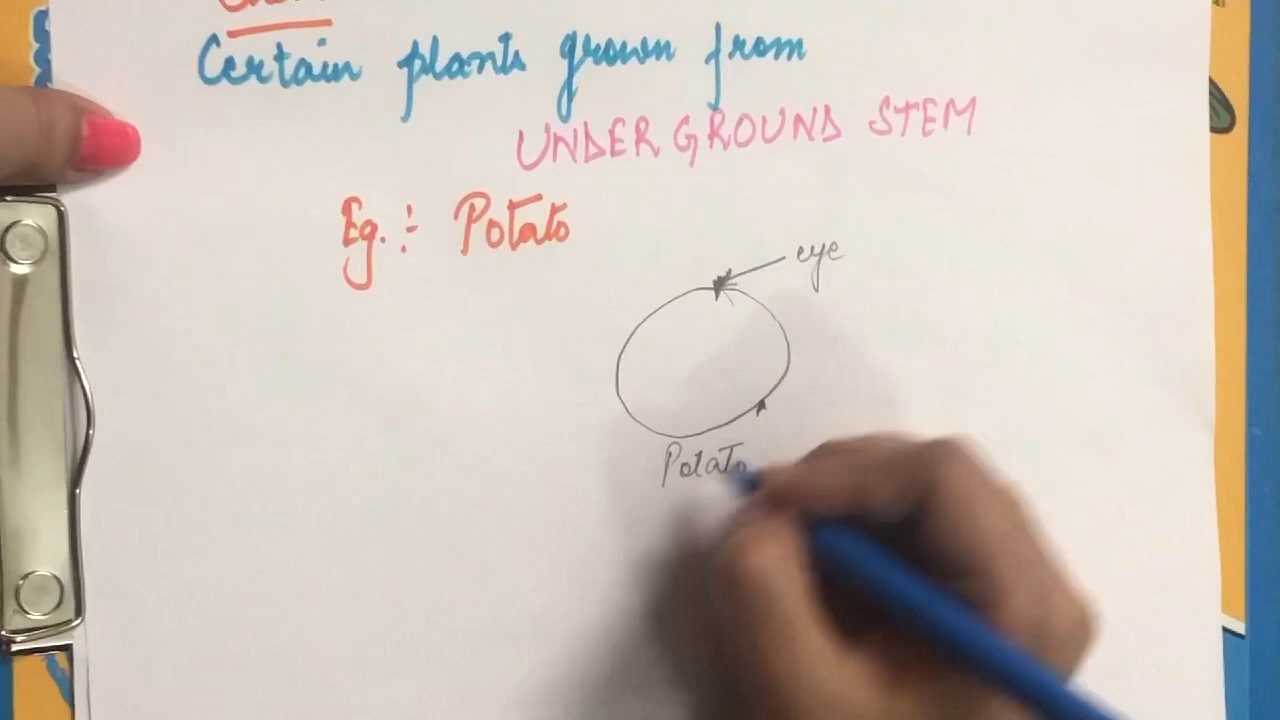 Certain plants grown from
UNDERGROUND STEM
Eg. :- Potato
eye
Potato